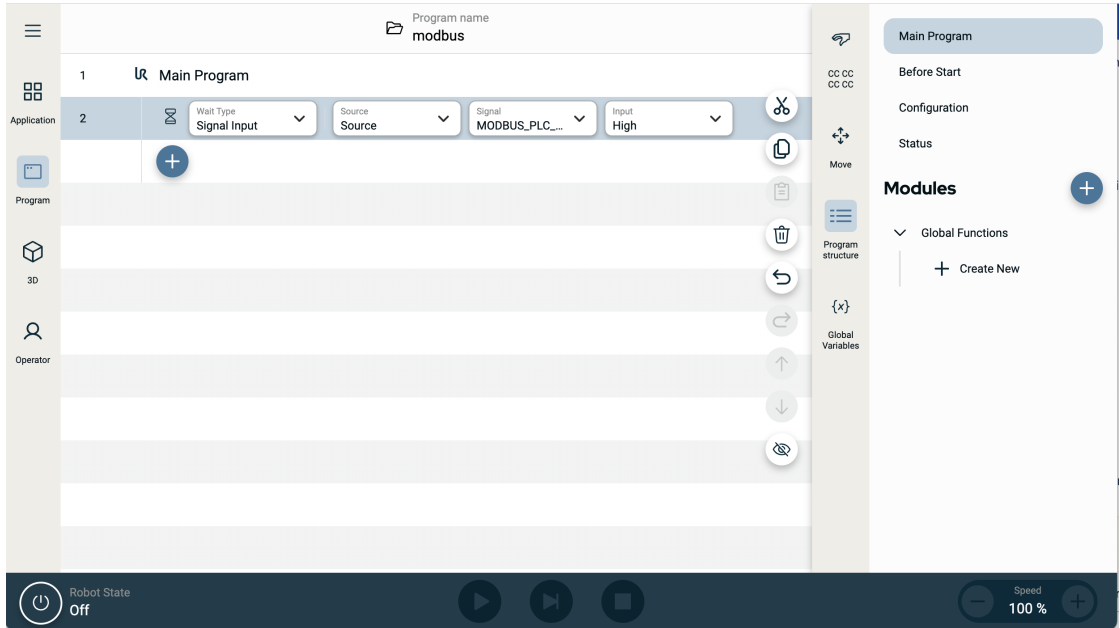 Program name
modbus
Application
Program
3D
Operator
1 Main Program
2
Wait Type
Signal Input
Source
Source
Signal
MODBUS_PLC_...
Input
High
CC CC
CC CC
Move
Program
structure
{x}
Global
Variables
Main Program
Before Start
Configuration
Status
Modules
Global Functions
Create New
Robot State
Off
Speed
100 %